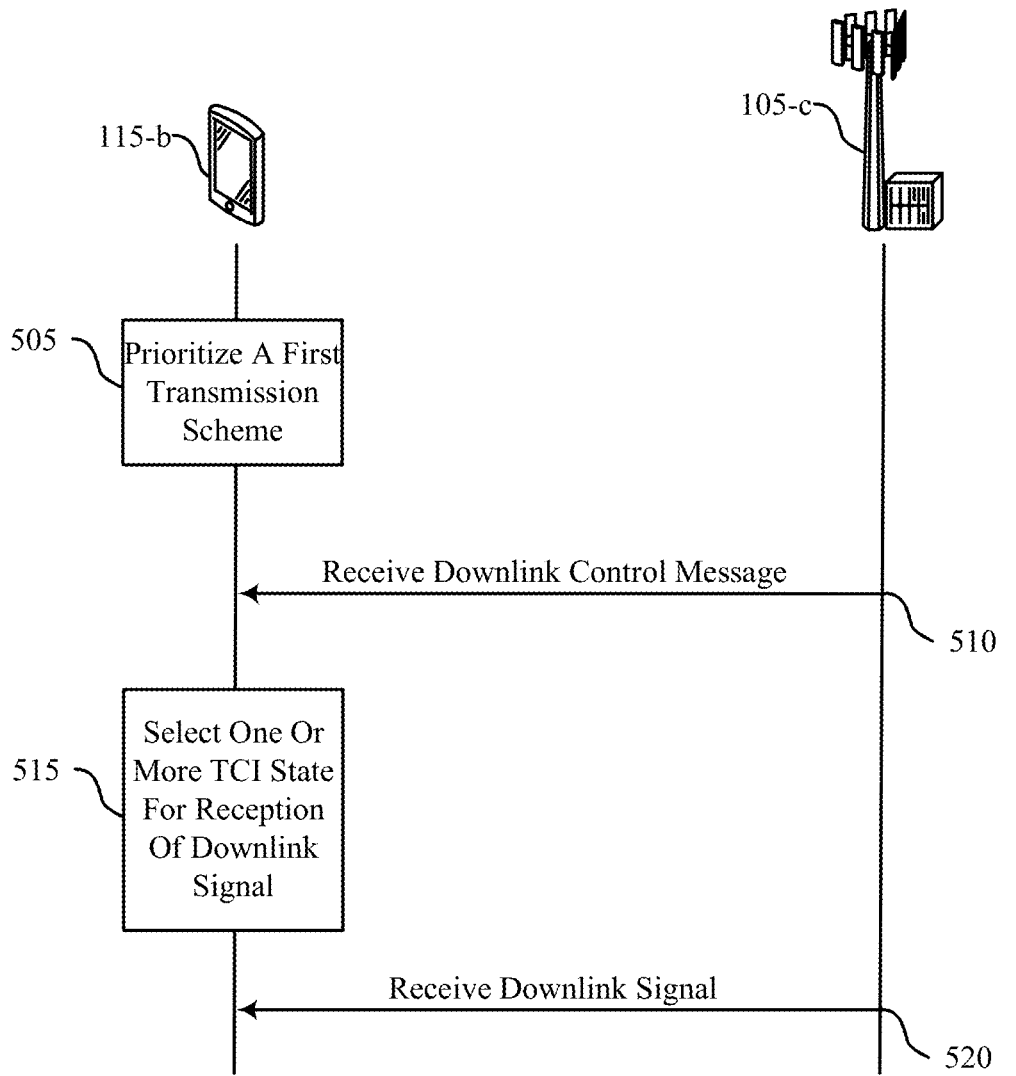 105-c
115-b
505
Prioritize A First
Transmission
Scheme
Receive Downlink Control Message
510
515
Select One Or
More TCI State
For Reception
Of Downlink
Signal
Receive Downlink Signal
520